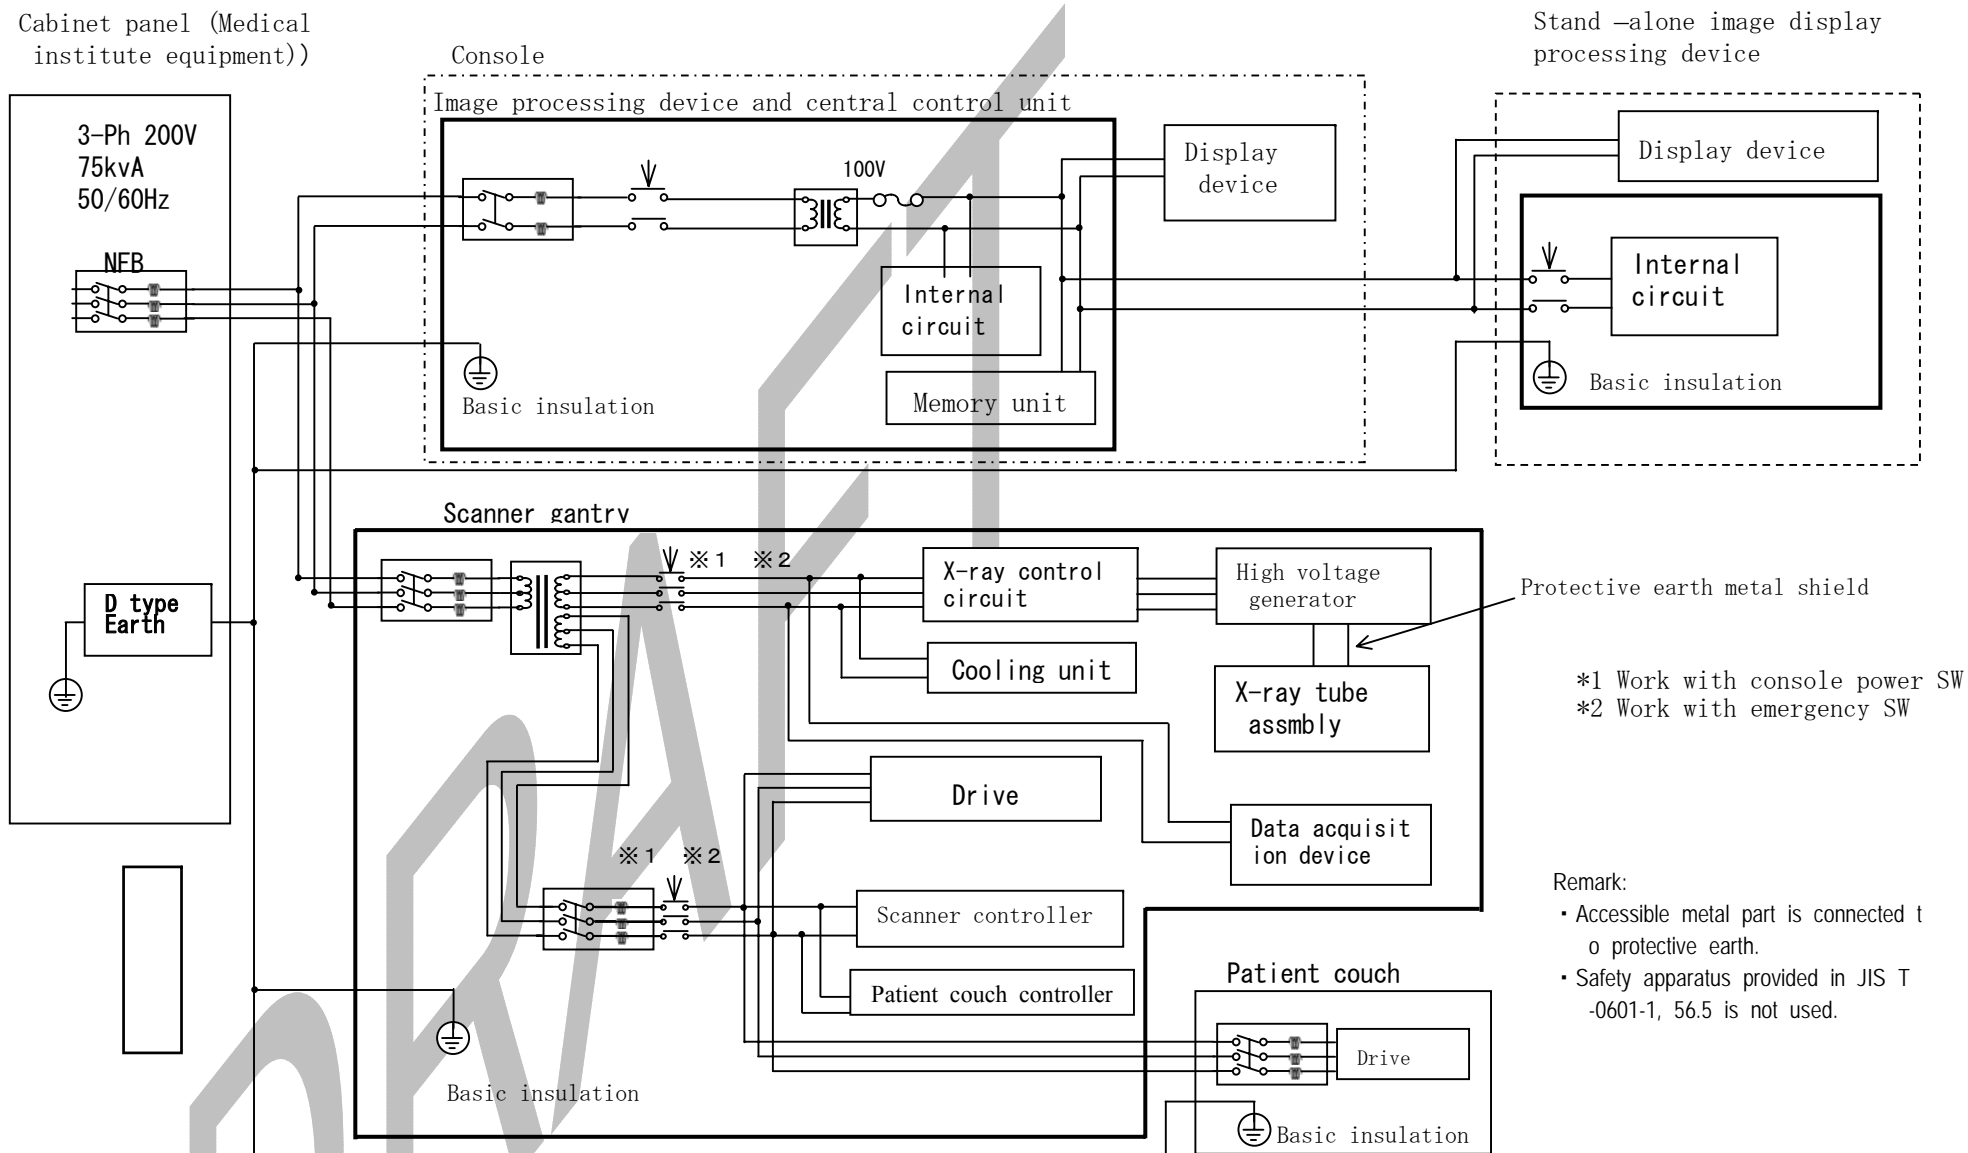 Cabinet panel (Medical
institute equipment))
Console
Stand –alone image display
processing device
3-Ph 200V
75kvA
50/60Hz
NFB
D type
Earth
Image processing device and central control unit
100V
Display
device
Internal
circuit
Memory unit
Basic insulation
Display device
Internal
circuit
Basic insulation
Scanner gantry
※1 ※2
X-ray control
circuit
High voltage
generator
Protective earth metal shield
Cooling unit
X-ray tube
assmbly
*1 Work with console power SW
*2 Work with emergency SW
Drive
Data acquisit
ion device
※1 ※2
Scanner controller
Patient couch controller
Basic insulation
Patient couch
Drive
Basic insulation
Remark:
・Accessible metal part is connected t
o protective earth.
・Safety apparatus provided in JIS T
-0601-1, 56.5 is not used.
DRAFT